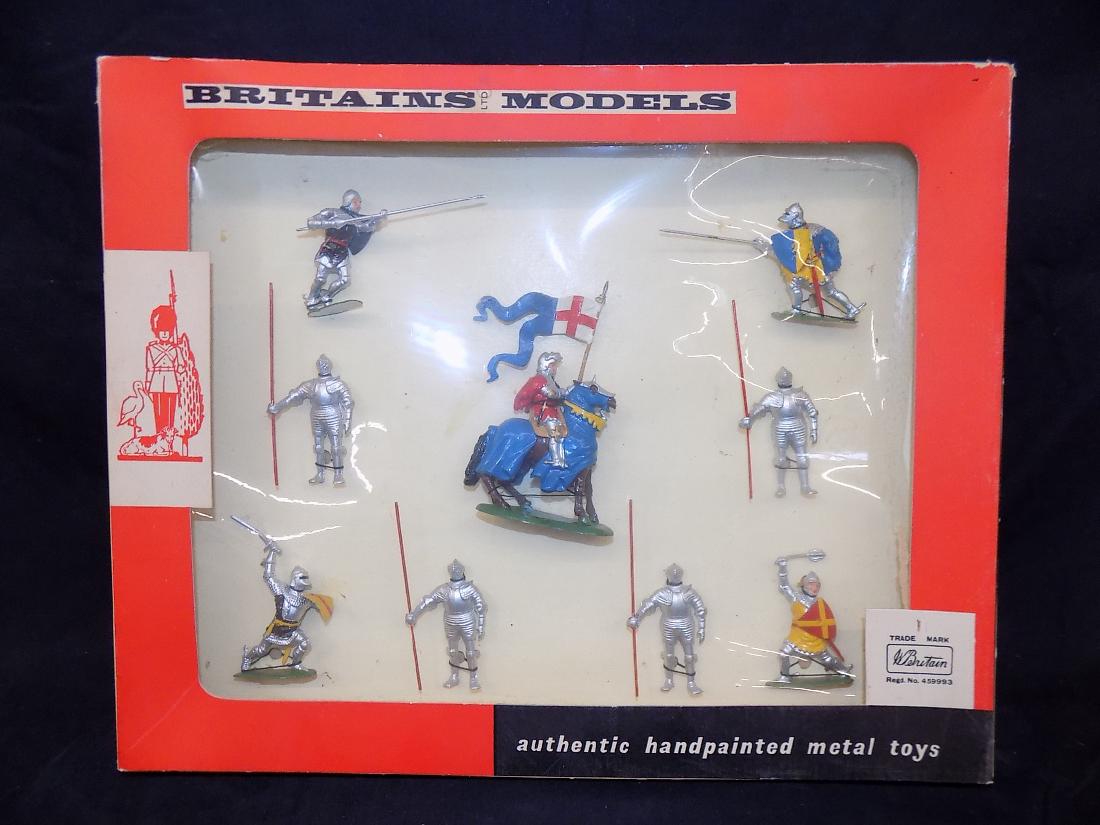 BRITAINS LTD MODELS
TRADE MARK
W.Britain
Regd. No. 459993
authentic handpainted metal toys